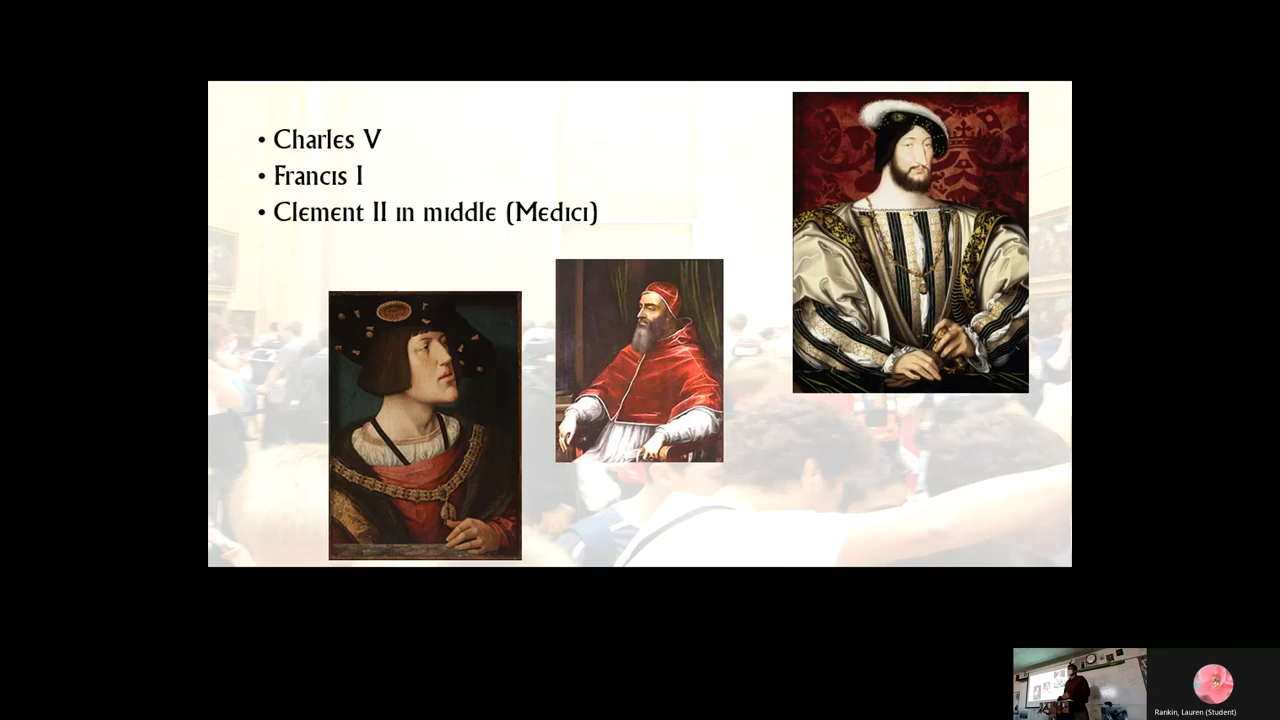 • Charles V
• Francis I
• Clement II in middle (Medici)
Rankin, Lauren (Student)